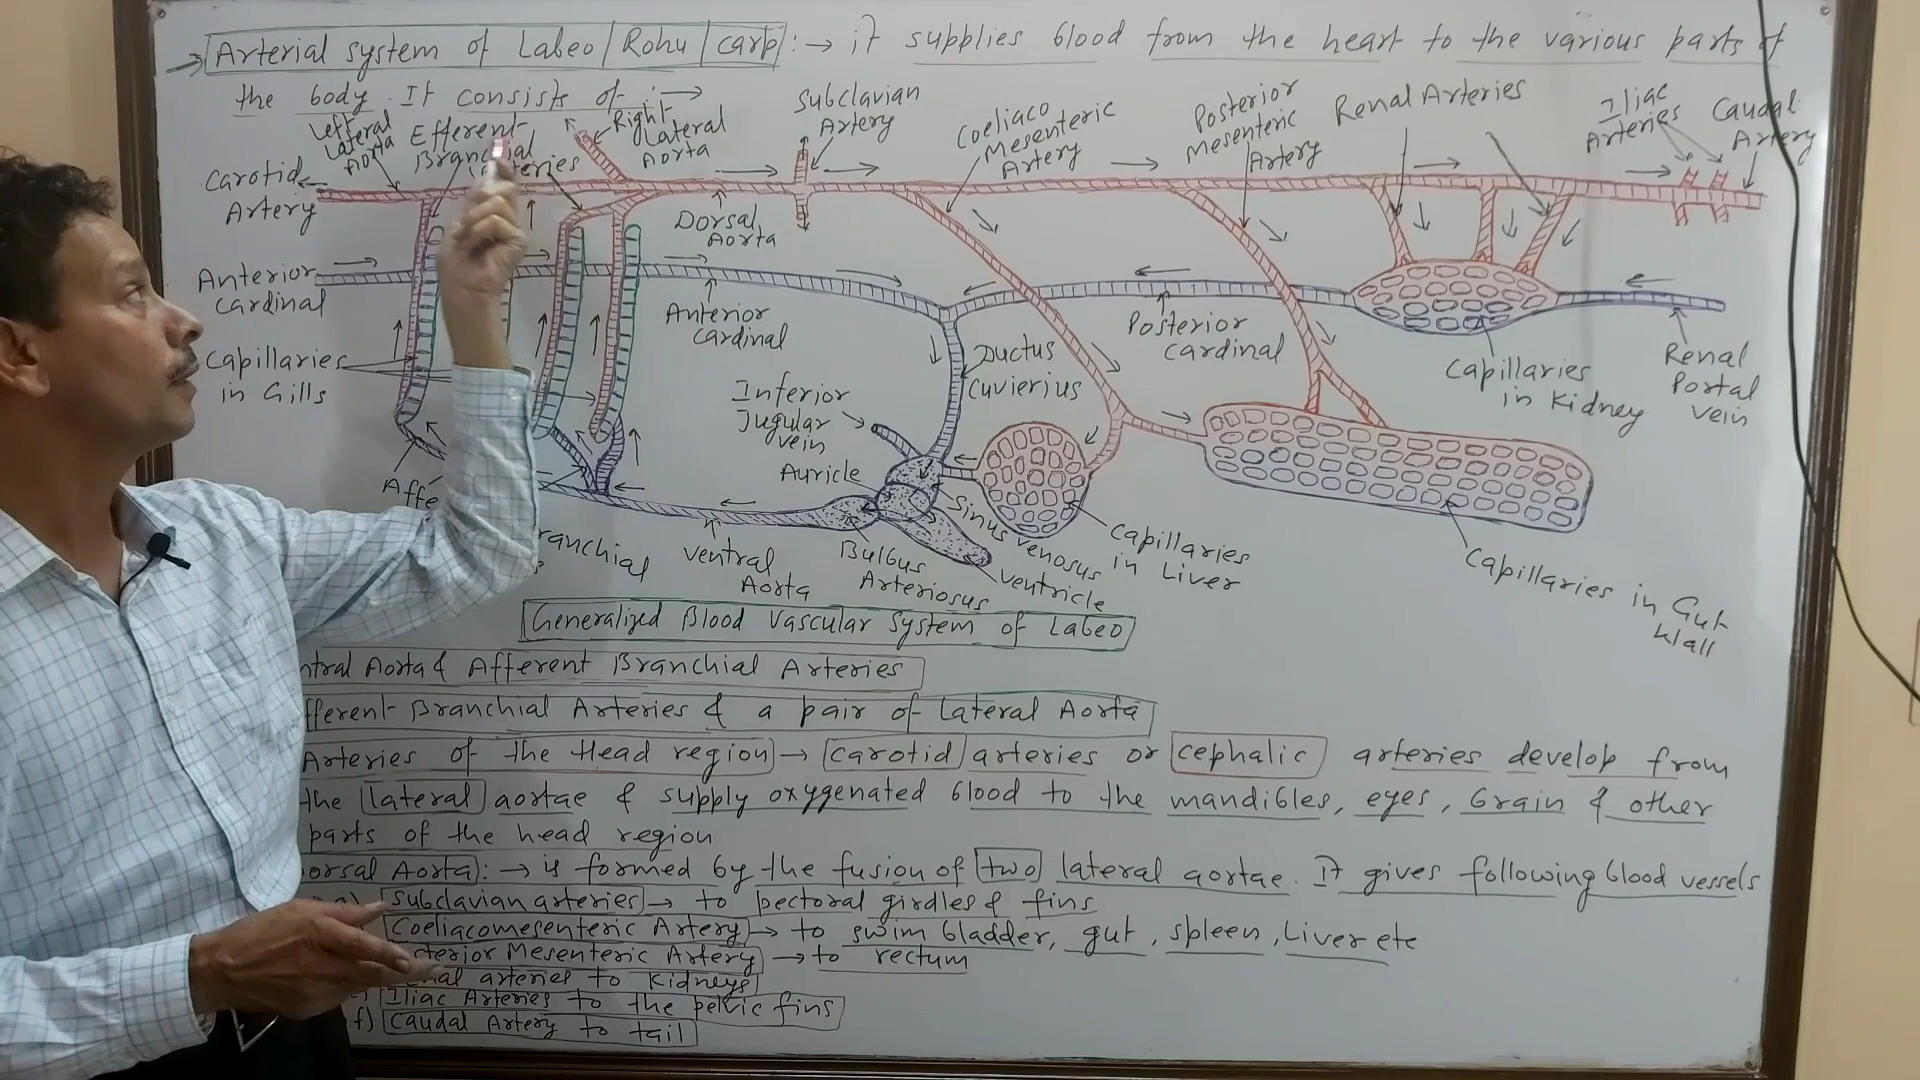 → Arterial system of Labeo/Rohu/carp :→ it supplies blood from the heart to the various parts of
the body. It consists of :→
Left
Lateral
Aorta
Efferent
Branchial
Right
Lateral
Aorta
Subclavian
Artery
Coeliaco
Mesenteric
Artery
Posterior
Mesenteric
Artery
Renal Arteries
Iliac
Arteries
Caudal
Artery
Carotid
Artery
Dorsal
Aorta
Anterior
Cardinal
Anterior
Cardinal
Posterior
Cardinal
Ductus
Cuvierius
Capillaries
in Gills
Inferior
Jugular
vein
Auricle
Capillaries
in Kidney
Renal
Portal
vein
Affe
ranchial
ventral
Aorta
Bulbus
Arteriosus
Sinus venosus
ventricle
Capillaries
in Liver
Capillaries in Gut
Wall
Generalized Blood Vascular System of Labeo
ntral Aorta & Afferent Branchial Arteries
fferent Branchial Arteries & a pair of Lateral Aorta
Arteries of the Head region → carotid arteries or cephalic arteries develop from
the lateral aortae & supply oxygenated blood to the mandibles, eyes, brain & other
parts of the head region
orsal Aorta :→ is formed by the fusion of two lateral aortae. It gives following blood vessels
Subclavian arteries → to pectoral girdles & fins
Coeliacomesenteric Artery → to swim bladder, gut, spleen, Liver etc
terior Mesenteric Artery → to rectum
nal arteries to Kidneys
Iliac Arteries to the pelvic fins
f) Caudal Artery to tail